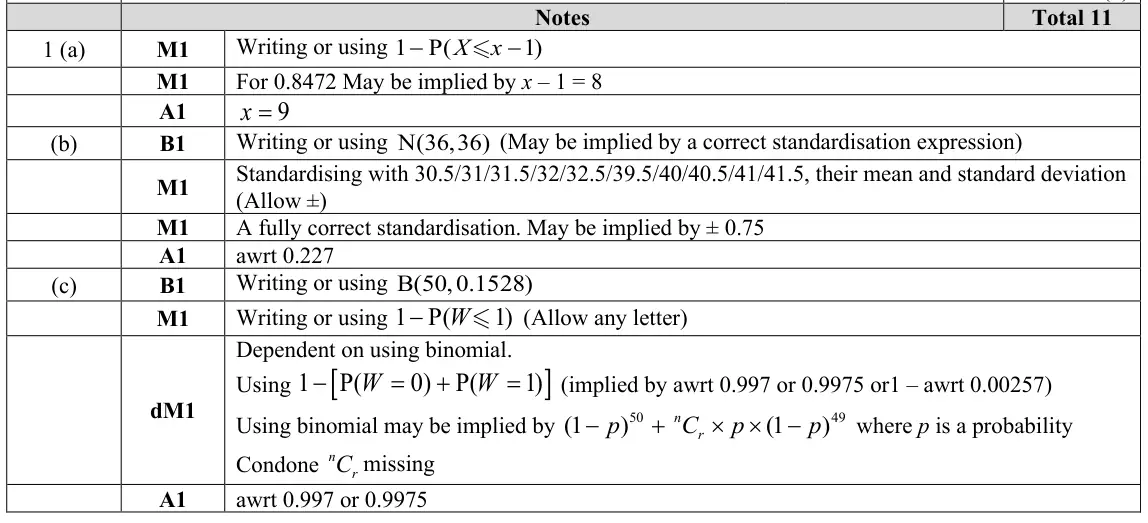 Notes Total 11
1 (a) M1 Writing or using 1 − P(X⩽x − 1)
M1 For 0.8472 May be implied by x – 1 = 8
A1 x = 9
(b) B1 Writing or using N(36,36) (May be implied by a correct standardisation expression)
M1 Standardising with 30.5/31/31.5/32/32.5/39.5/40/40.5/41/41.5, their mean and standard deviation
(Allow ±)
M1 A fully correct standardisation. May be implied by ± 0.75
A1 awrt 0.227
(c) B1 Writing or using B(50,0.1528)
M1 Writing or using 1 − P(W⩽1) (Allow any letter)
dM1 Dependent on using binomial.
Using 1 − [P(W = 0) + P(W = 1)] (implied by awrt 0.997 or 0.9975 or1 – awrt 0.00257)
Using binomial may be implied by (1 − p)⁵⁰ + ⁿCᵣ × p × (1 − p)⁴⁹ where p is a probability
Condone ⁿCᵣ missing
A1 awrt 0.997 or 0.9975